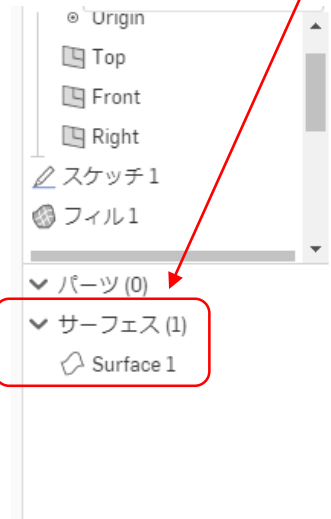 Origin
Top
Front
Right
スケッチ 1
フィル 1
パーツ (0)
サーフェス (1)
Surface 1